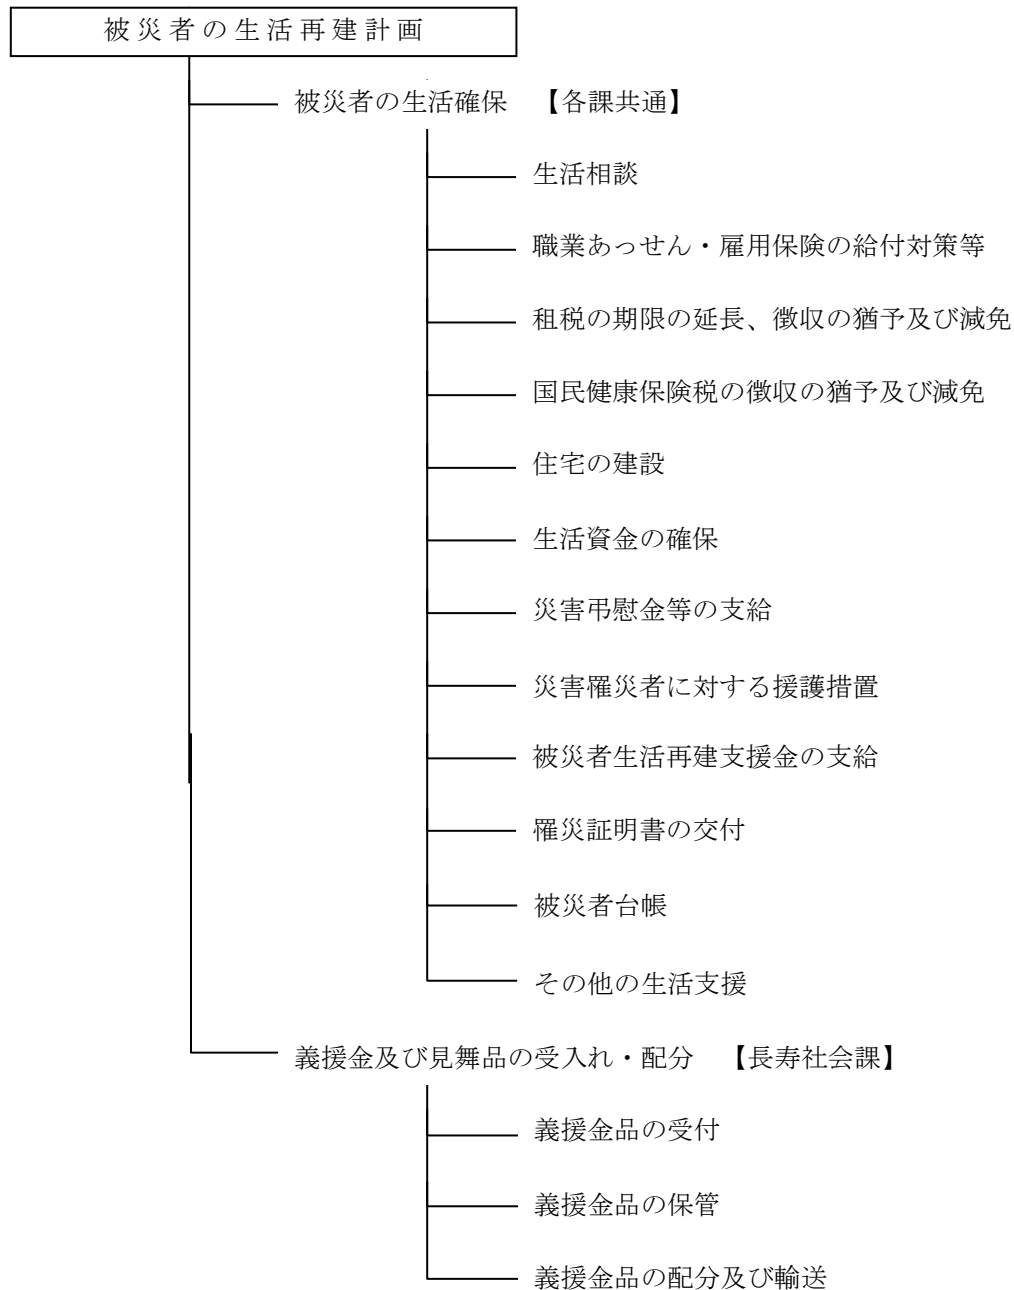 被災者の生活再建計画
被災者の生活確保　【各課共通】
生活相談
職業あっせん・雇用保険の給付対策等
租税の期限の延長、徴収の猶予及び減免
国民健康保険税の徴収の猶予及び減免
住宅の建設
生活資金の確保
災害弔慰金等の支給
災害罹災者に対する援護措置
被災者生活再建支援金の支給
罹災証明書の交付
被災者台帳
その他の生活支援
義援金及び見舞品の受入れ・配分　【長寿社会課】
義援金品の受付
義援金品の保管
義援金品の配分及び輸送